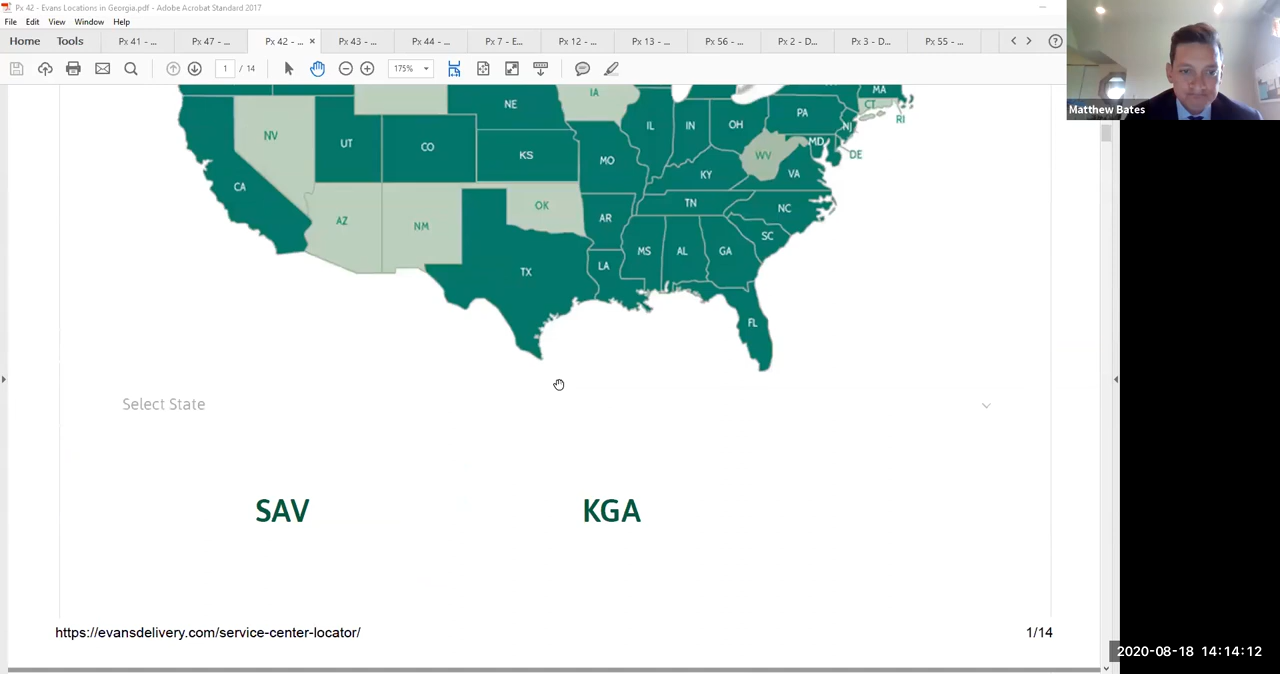 Px 42 - Evans Locations in Georgia.pdf - Adobe Acrobat Standard 2017
File Edit View Window Help
Home Tools Px 41 - ... Px 47 - ... Px 42 - ... × Px 43 - ... Px 44 - ... Px 7 - E... Px 12 - ... Px 13 - ... Px 56 - ... Px 2 - D... Px 3 - D... Px 55 - ...
1 / 14 175%
Matthew Bates
IA MA
NE CT
PA RI
NV IL IN OH NJ
UT CO MD
KS MO WV DE
KY VA
CA
TN
OK NC
AZ NM AR
SC
MS AL GA
LA
TX
FL
Select State
SAV KGA
https://evansdelivery.com/service-center-locator/ 1/14
2020-08-18 14:14:12